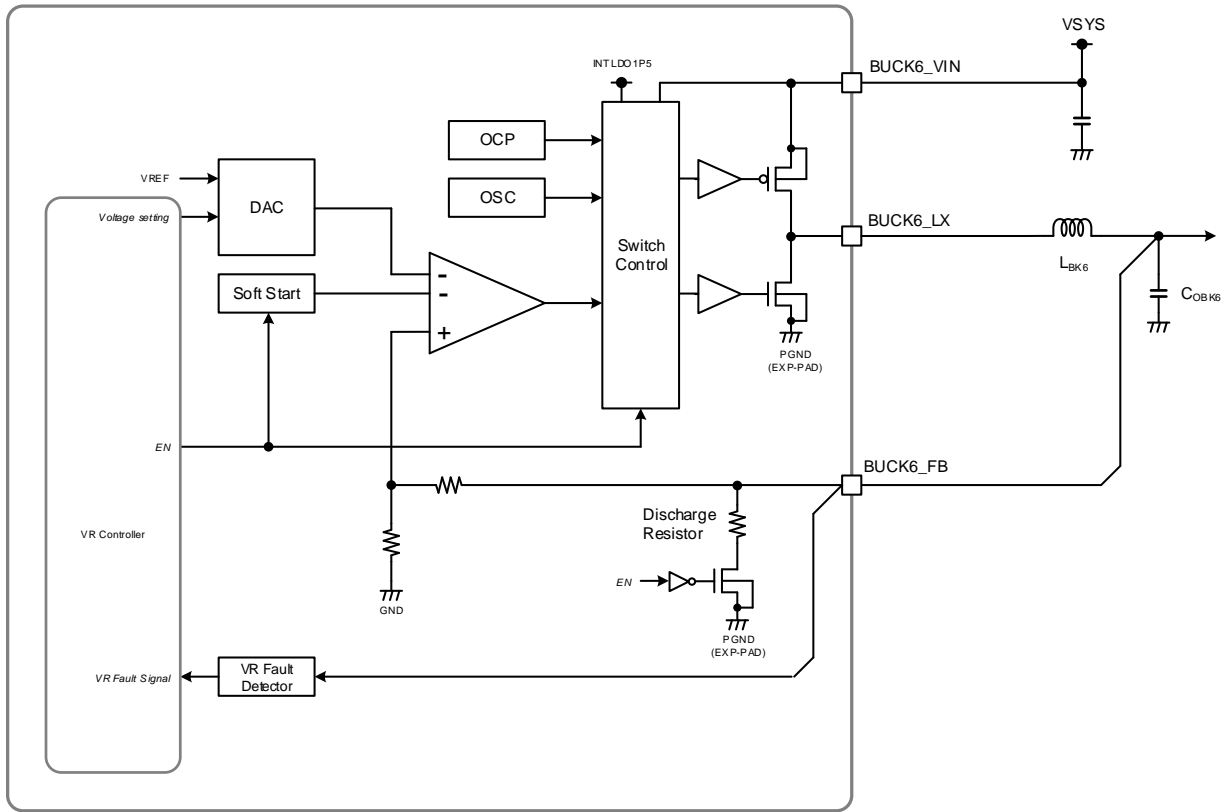 VSYS
INTLDO1P5
BUCK6_VIN
OCP
VREF
DAC
OSC
Voltage setting
BUCK6_LX
Switch
Control
LBK6
Soft Start
-
-
+
COBK6
PGND
(EXP-PAD)
EN
BUCK6_FB
Discharge
Resistor
VR Controller
EN
GND
PGND
(EXP-PAD)
VR Fault Signal
VR Fault
Detector